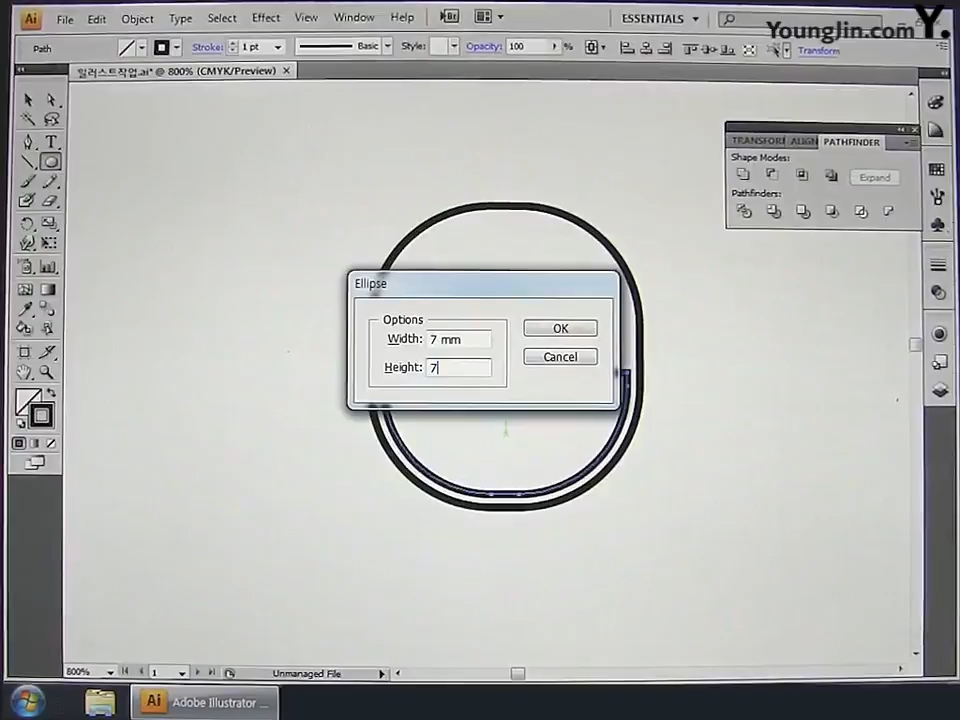 Ai File Edit Object Type Select Effect View Window Help Br ESSENTIALS
YoungJin.com Y.
Path Stroke: 1 pt Basic Style: Opacity: 100 % Transform
일러스트작업.ai* @ 800% (CMYK/Preview)
TRANSFORM ALIGN PATHFINDER
Shape Modes:
Expand
Pathfinders:
Ellipse
Options
Width: 7 mm
Height: 7
OK
Cancel
800% 1 Unmanaged File
Ai Adobe Illustrator ...